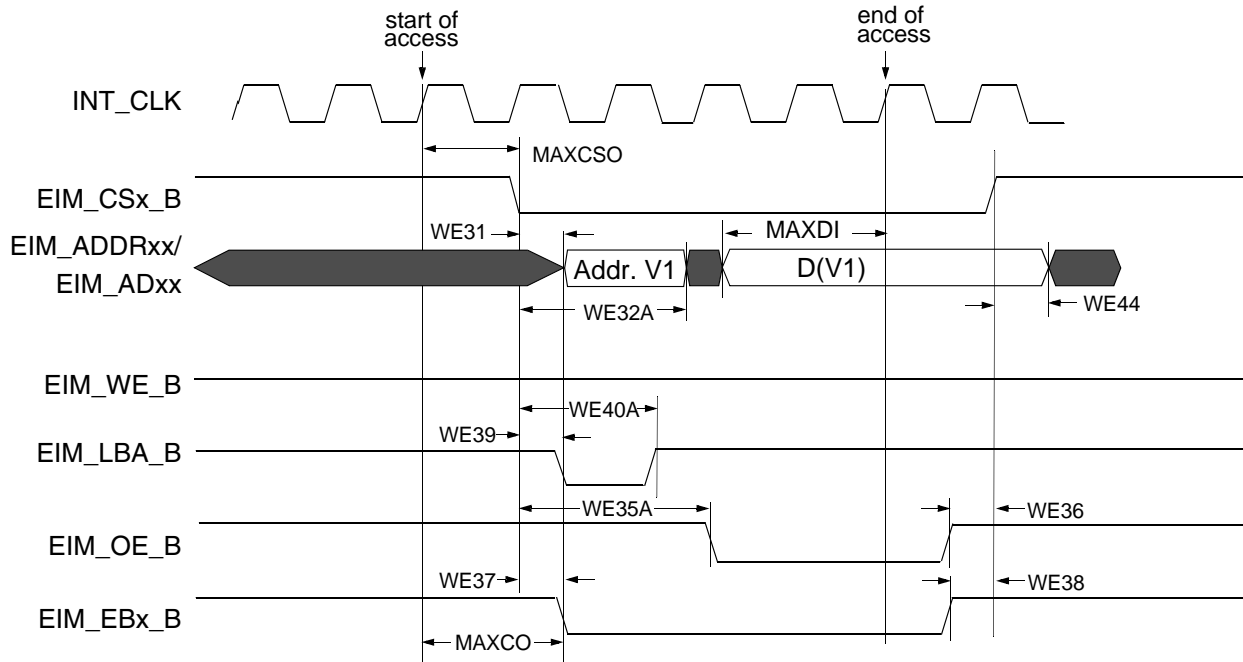 start of
access
end of
access
INT_CLK
MAXCSO
EIM_CSx_B
WE31
MAXDI
EIM_ADDRxx/
EIM_ADxx
Addr. V1
D(V1)
WE32A
WE44
EIM_WE_B
WE40A
WE39
EIM_LBA_B
WE35A
WE36
EIM_OE_B
WE37
WE38
EIM_EBx_B
MAXCO